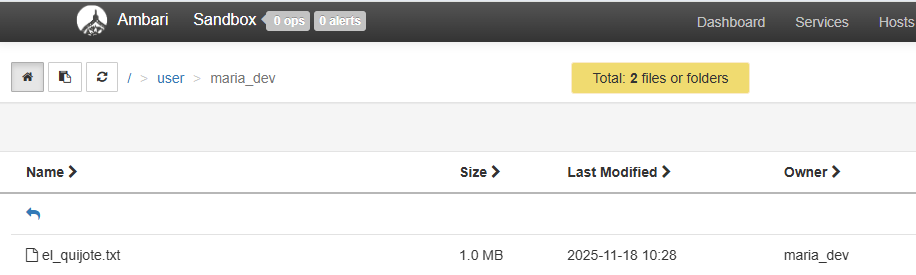 Ambari Sandbox 0 ops 0 alerts Dashboard Services Hosts
/ > user > maria_dev Total: 2 files or folders
Name Size Last Modified Owner
el_quijote.txt 1.0 MB 2025-11-18 10:28 maria_dev